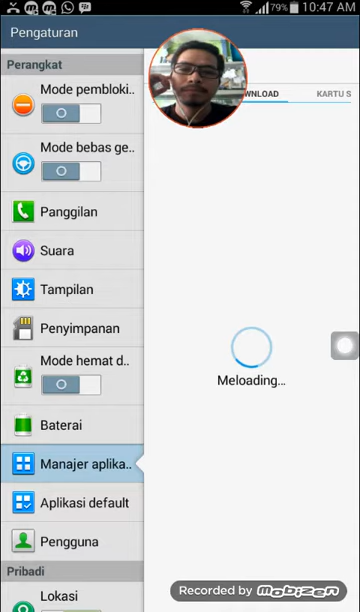 79% 10:47 AM
Pengaturan
Perangkat
Mode pembloki..
Mode bebas ge..
Panggilan
Suara
Tampilan
Penyimpanan
Mode hemat d..
Baterai
Manajer aplika..
Aplikasi default
Pengguna
Pribadi
Lokasi
WNLOAD
KARTU S
Meloading...
Recorded by Mobizen